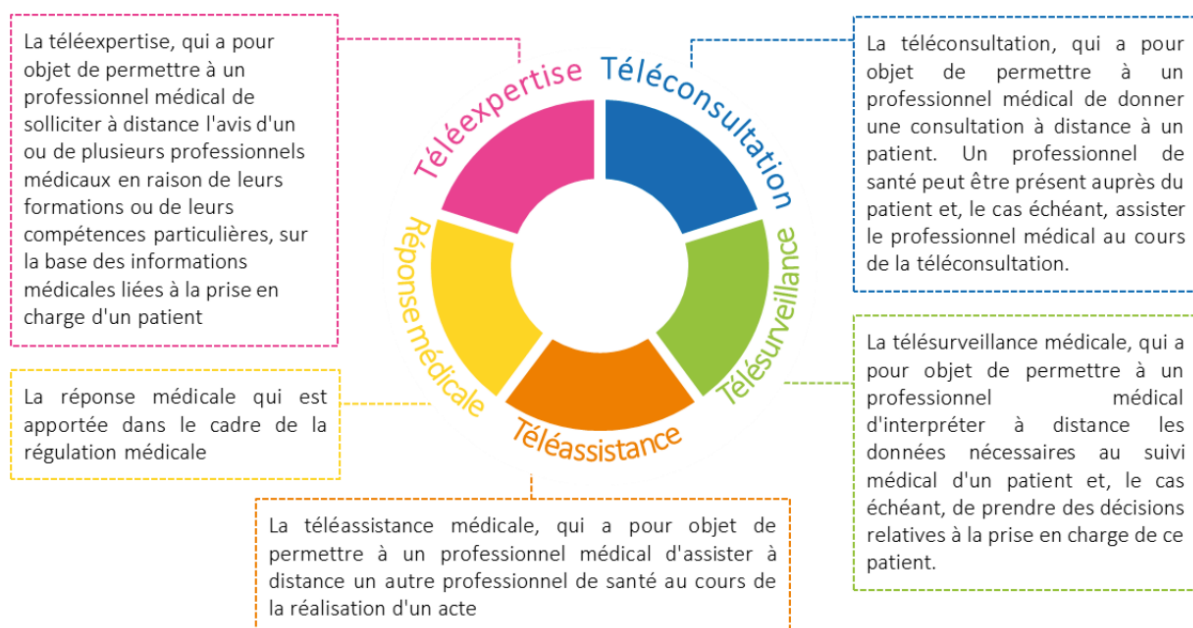 La téléexpertise, qui a pour
objet de permettre à un
professionnel médical de
solliciter à distance l'avis d'un
ou de plusieurs professionnels
médicaux en raison de leurs
formations ou de leurs
compétences particulières, sur
la base des informations
médicales liées à la prise en
charge d'un patient
Téléexpertise
Téléconsultation
La téléconsultation, qui a pour
objet de permettre à un
professionnel médical de donner
une consultation à distance à un
patient. Un professionnel de
santé peut être présent auprès du
patient et, le cas échéant, assister
le professionnel médical au cours
de la téléconsultation.
Réponse médicale
Télésurveillance
Téléassistance
La réponse médicale qui est
apportée dans le cadre de la
régulation médicale
La télésurveillance médicale, qui a
pour objet de permettre à un
professionnel médical
d'interpréter à distance les
données nécessaires au suivi
médical d'un patient et, le cas
échéant, de prendre des décisions
relatives à la prise en charge de ce
patient.
La téléassistance médicale, qui a pour objet de
permettre à un professionnel médical d'assister à
distance un autre professionnel de santé au cours de
la réalisation d'un acte